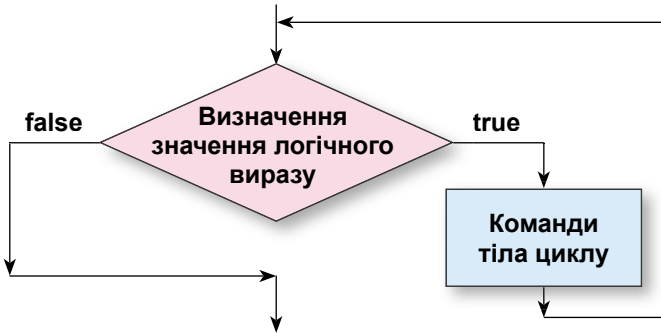 false
Визначення
значення логічного
виразу
true
Команди
тіла циклу